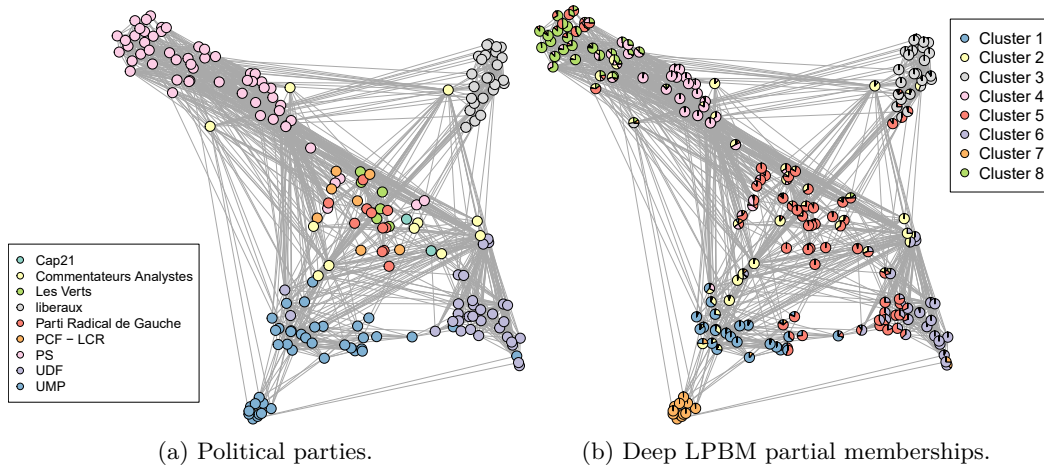 Cap21
Commentateurs Analystes
Les Verts
liberaux
Parti Radical de Gauche
PCF − LCR
PS
UDF
UMP
(a) Political parties.
Cluster 1
Cluster 2
Cluster 3
Cluster 4
Cluster 5
Cluster 6
Cluster 7
Cluster 8
(b) Deep LPBM partial memberships.